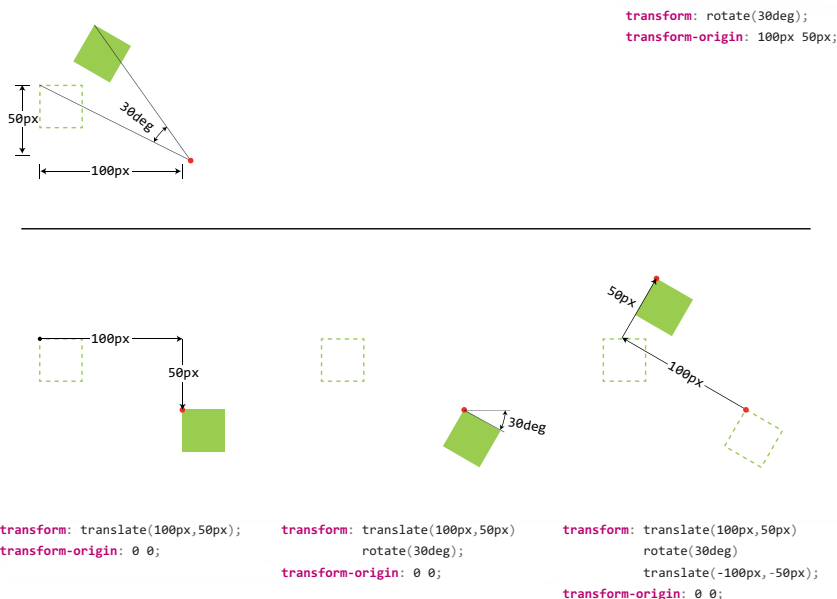 transform: rotate(30deg);
transform-origin: 100px 50px;
30deg
50px
100px
50px
100px
100px
50px
30deg
transform: translate(100px,50px);
transform-origin: 0 0;
transform: translate(100px,50px)
rotate(30deg);
transform-origin: 0 0;
transform: translate(100px,50px)
rotate(30deg)
translate(-100px,-50px);
transform-origin: 0 0;